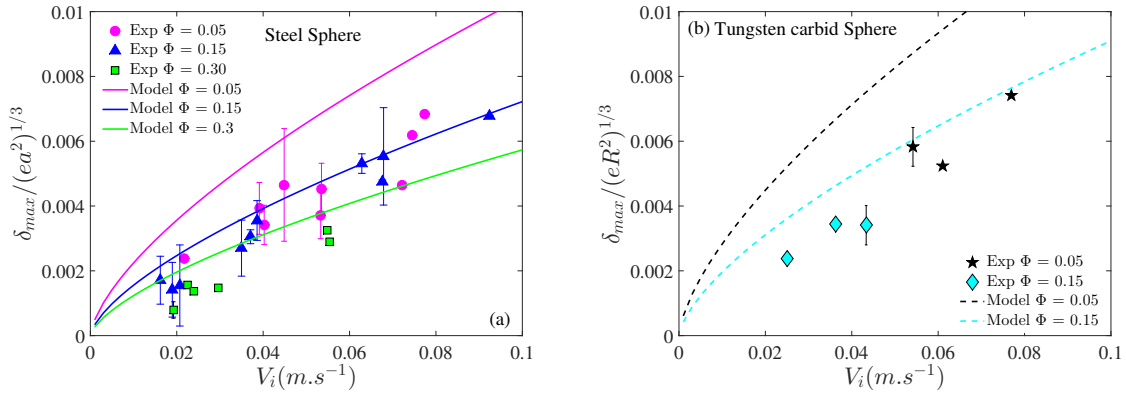 Steel Sphere
Exp Φ = 0.05
Exp Φ = 0.15
Exp Φ = 0.30
Model Φ = 0.05
Model Φ = 0.15
Model Φ = 0.3
(a)
0.01
0.008
0.006
0.004
0.002
0
0 0.02 0.04 0.06 0.08 0.1
δmax/(ea²)^1/3
Vi(m.s⁻¹)
(b) Tungsten carbid Sphere
Exp Φ = 0.05
Exp Φ = 0.15
Model Φ = 0.05
Model Φ = 0.15
0.01
0.008
0.006
0.004
0.002
0
0 0.02 0.04 0.06 0.08 0.1
δmax/(eR²)^1/3
Vi(m.s⁻¹)